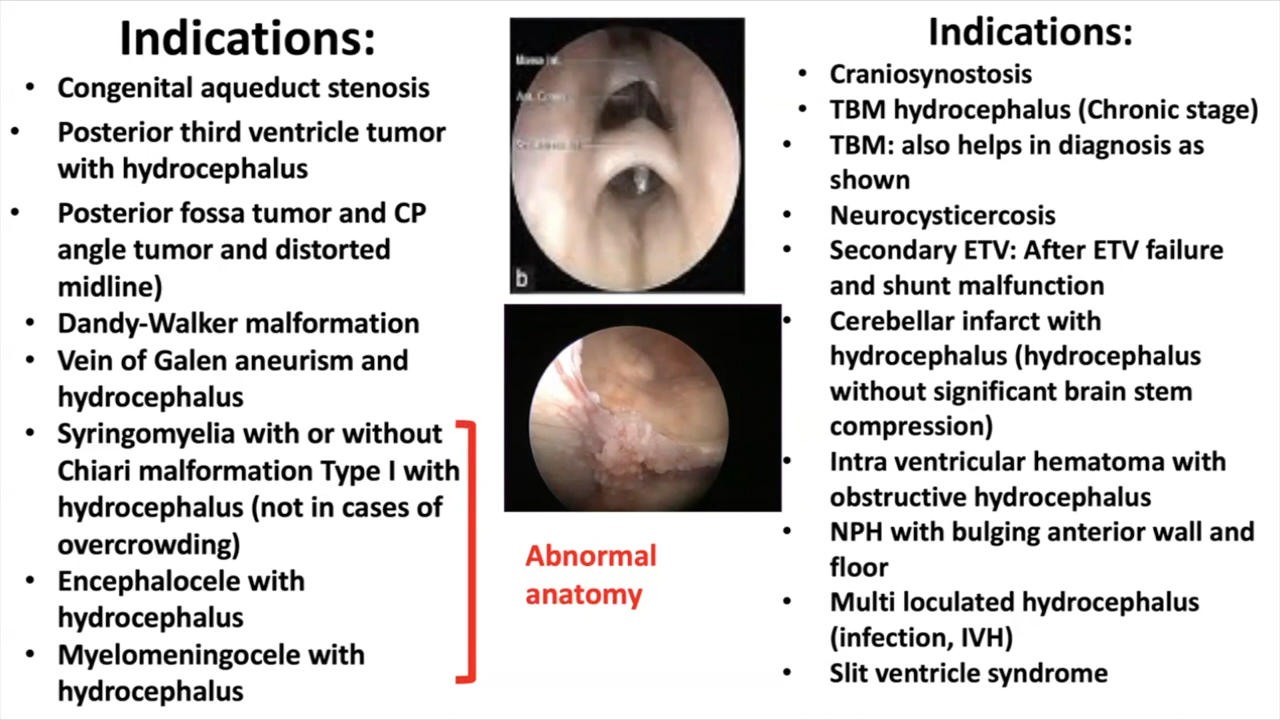 Indications:
• Congenital aqueduct stenosis
• Posterior third ventricle tumor
with hydrocephalus
• Posterior fossa tumor and CP
angle tumor and distorted
midline)
• Dandy-Walker malformation
• Vein of Galen aneurism and
hydrocephalus
• Syringomyelia with or without
Chiari malformation Type I with
hydrocephalus (not in cases of
overcrowding)
• Encephalocele with
hydrocephalus
• Myelomeningocele with
hydrocephalus
b
Abnormal
anatomy
Indications:
• Craniosynostosis
• TBM hydrocephalus (Chronic stage)
• TBM: also helps in diagnosis as
shown
• Neurocysticercosis
• Secondary ETV: After ETV failure
and shunt malfunction
• Cerebellar infarct with
hydrocephalus (hydrocephalus
without significant brain stem
compression)
• Intra ventricular hematoma with
obstructive hydrocephalus
• NPH with bulging anterior wall and
floor
• Multi loculated hydrocephalus
(infection, IVH)
• Slit ventricle syndrome